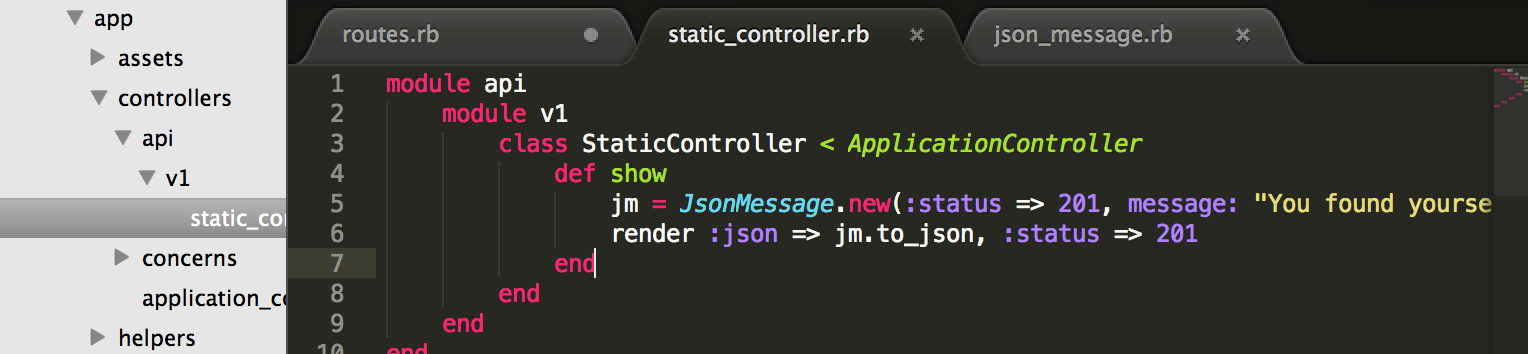 app
assets
controllers
api
v1
static_co
concerns
application_c
helpers
routes.rb
static_controller.rb
json_message.rb
1 module api
2 module v1
3 class StaticController < ApplicationController
4 def show
5 jm = JsonMessage.new(:status => 201, message: "You found yourse
6 render :json => jm.to_json, :status => 201
7 end
8 end
9 end
10 end